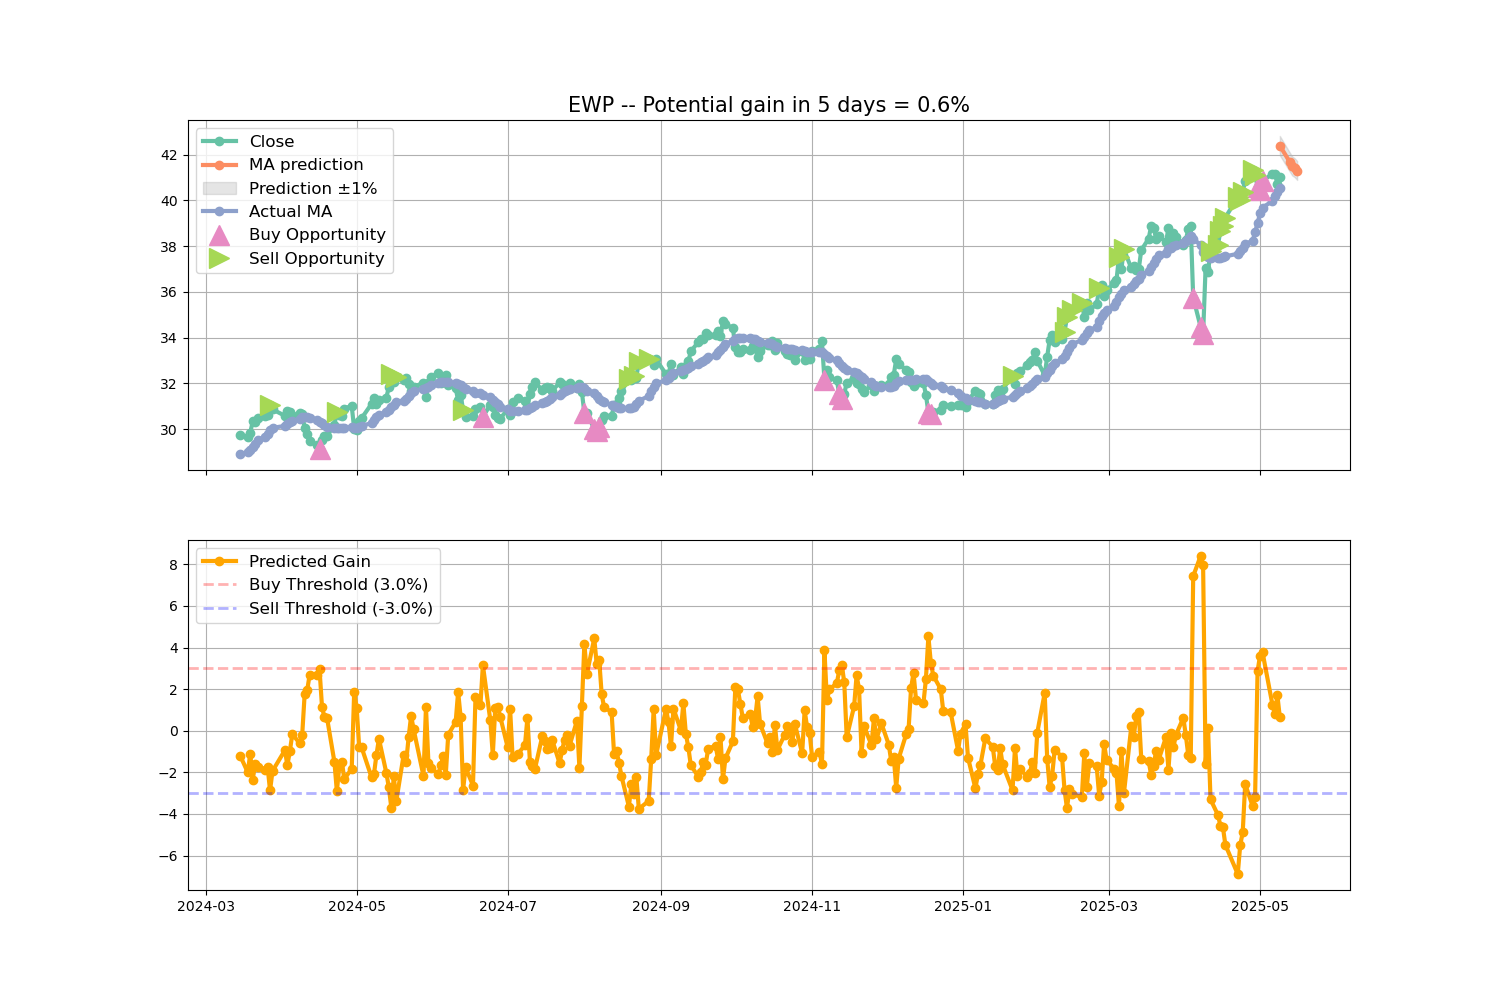 EWP -- Potential gain in 5 days = 0.6%
Close
MA prediction
Prediction ±1%
Actual MA
Buy Opportunity
Sell Opportunity
42
40
38
36
34
32
30
Predicted Gain
Buy Threshold (3.0%)
Sell Threshold (-3.0%)
8
6
4
2
0
−2
−4
−6
2024-03 2024-05 2024-07 2024-09 2024-11 2025-01 2025-03 2025-05